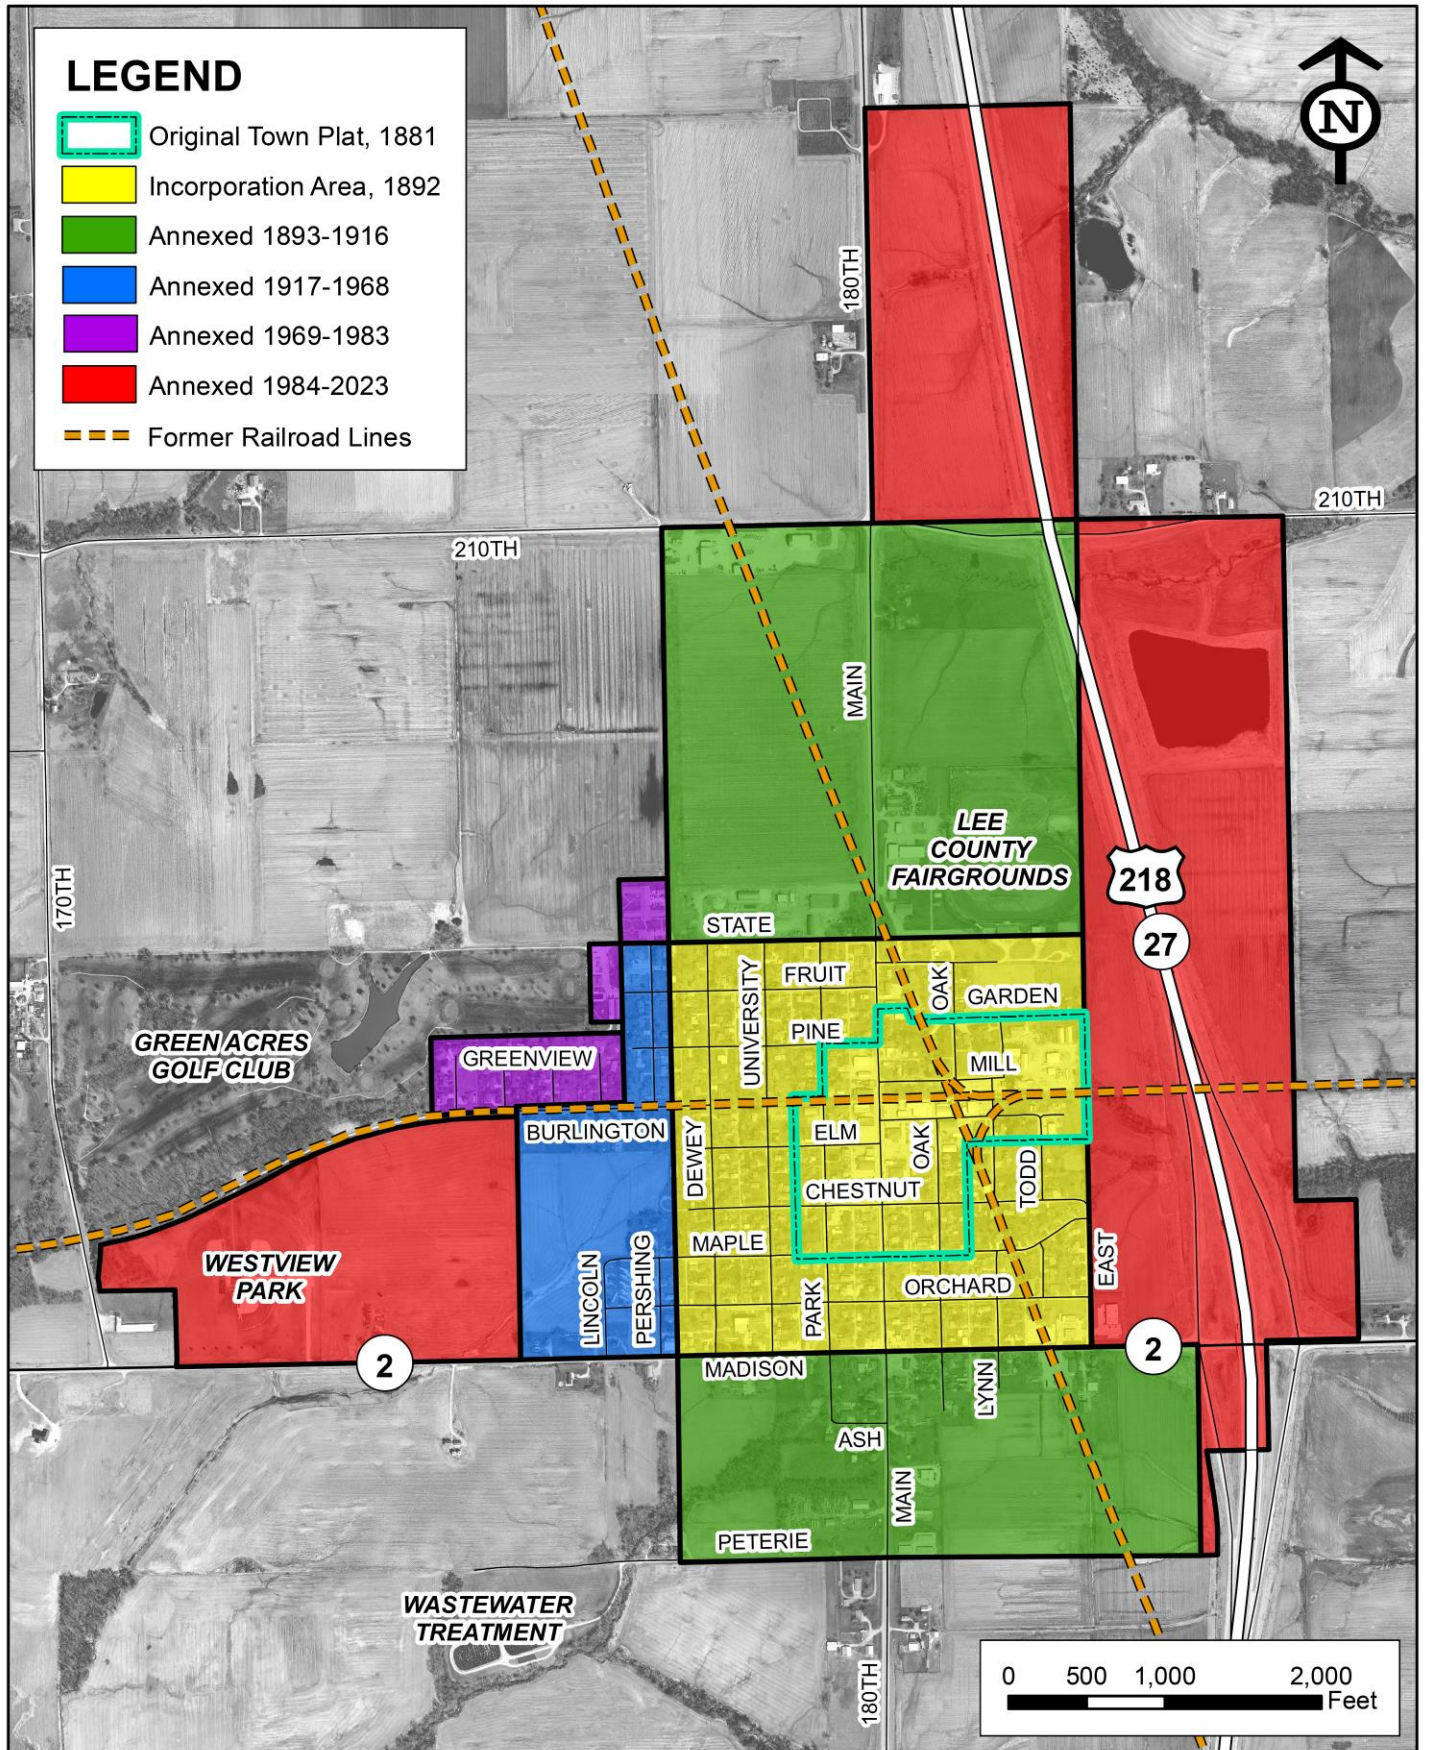 LEGEND
Original Town Plat, 1881
Incorporation Area, 1892
Annexed 1893-1916
Annexed 1917-1968
Annexed 1969-1983
Annexed 1984-2023
Former Railroad Lines
N
180TH
210TH
210TH
MAIN
LEE
COUNTY
FAIRGROUNDS
218
27
170TH
STATE
FRUIT
UNIVERSITY
OAK
GARDEN
PINE
MILL
GREEN ACRES
GOLF CLUB
GREENVIEW
BURLINGTON
DEWEY
ELM
OAK
TODD
CHESTNUT
MAPLE
EAST
WESTVIEW
PARK
LINCOLN
PERSHING
PARK
ORCHARD
2
2
MADISON
LYNN
ASH
MAIN
PETERIE
WASTEWATER
TREATMENT
180TH
0 500 1,000 2,000
Feet